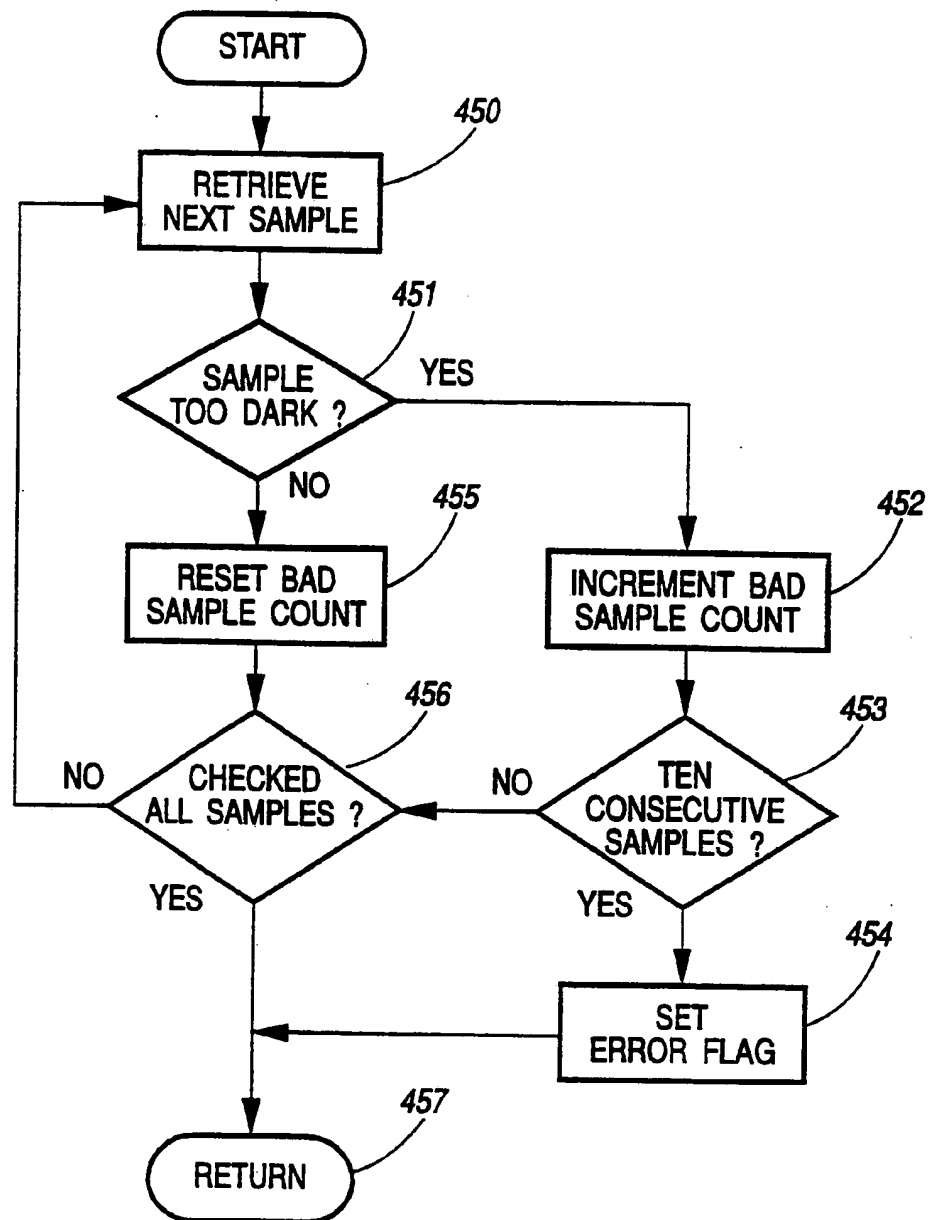 START
450
RETRIEVE
NEXT SAMPLE
451
SAMPLE
TOO DARK ?
YES
NO
455
RESET BAD
SAMPLE COUNT
452
INCREMENT BAD
SAMPLE COUNT
456
CHECKED
ALL SAMPLES ?
NO
YES
453
TEN
CONSECUTIVE
SAMPLES ?
NO
YES
454
SET
ERROR FLAG
457
RETURN